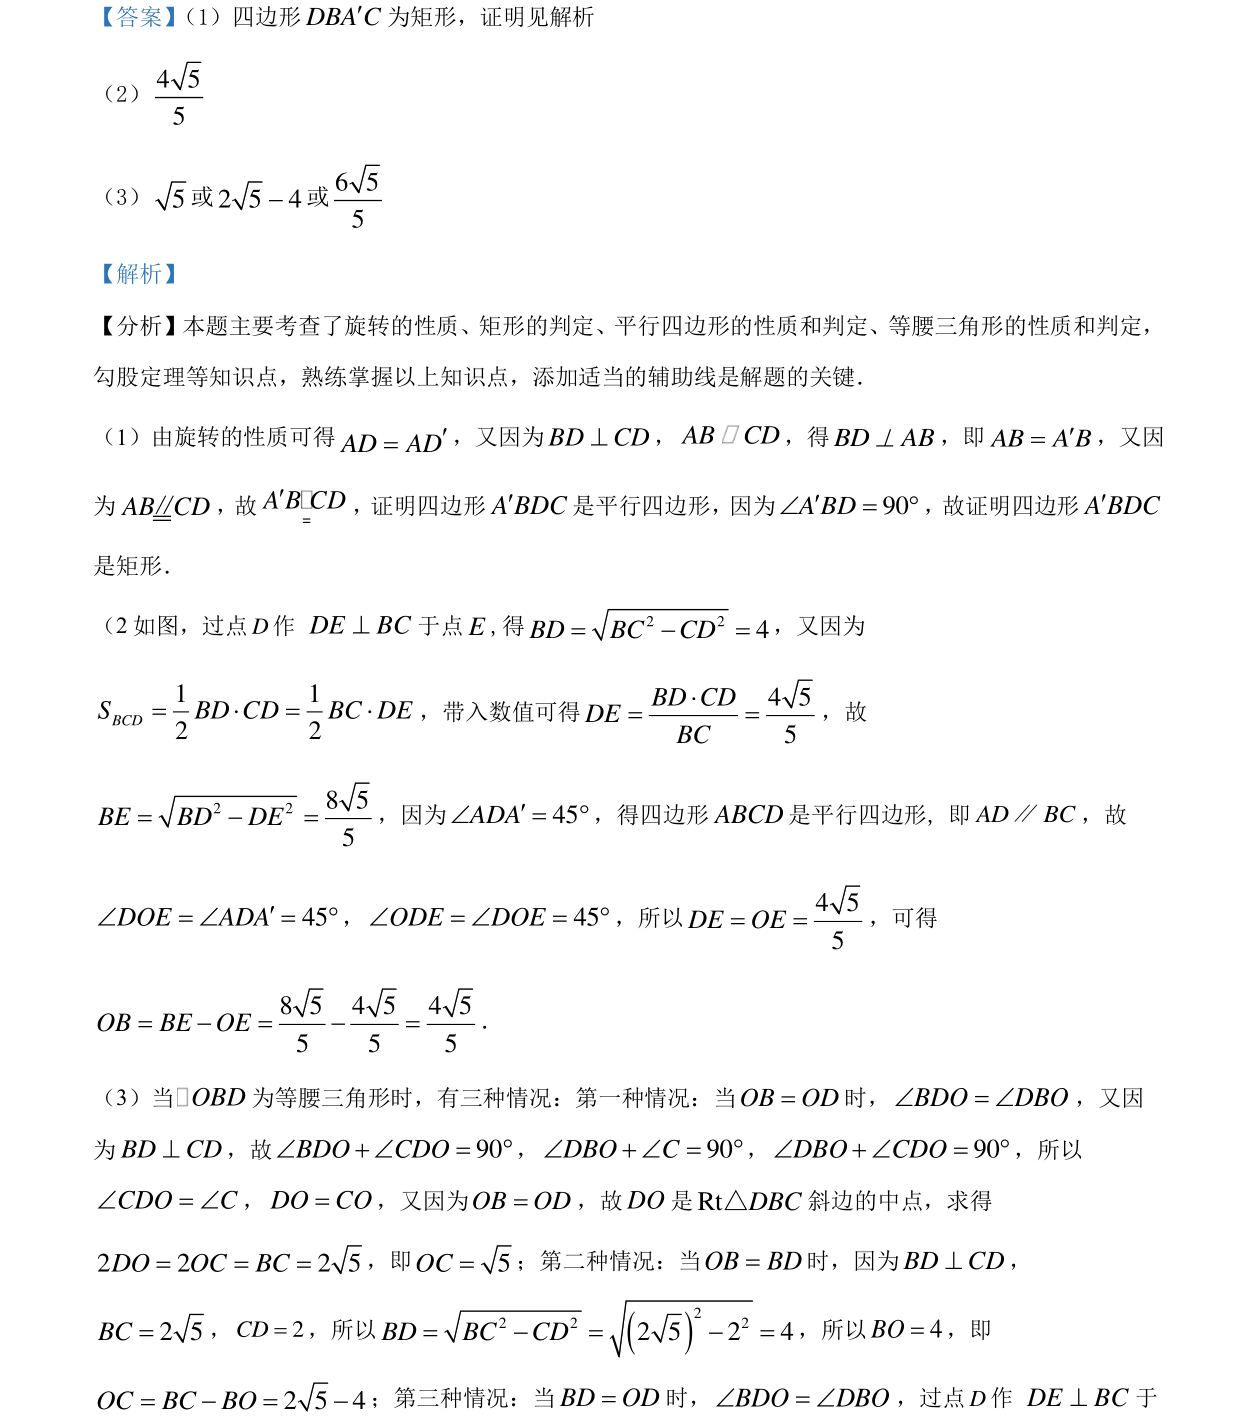 【答案】（1）四边形 DBA′C 为矩形，证明见解析
（2）4√5/5
（3）√5 或 2√5 − 4 或 6√5/5
【解析】
【分析】本题主要考查了旋转的性质、矩形的判定、平行四边形的性质和判定、等腰三角形的性质和判定，
勾股定理等知识点，熟练掌握以上知识点，添加适当的辅助线是解题的关键．
（1）由旋转的性质可得 AD = AD′，又因为 BD ⊥ CD， AB □ CD，得 BD ⊥ AB，即 AB = A′B，又因
为 AB∥CD，故 A′B□CD，证明四边形 A′BDC 是平行四边形，因为∠A′BD = 90°，故证明四边形 A′BDC
是矩形．
（2 如图，过点 D 作 DE ⊥ BC 于点 E , 得 BD = √(BC² − CD²) = 4，又因为
S_BCD = 1/2 BD·CD = 1/2 BC·DE，带入数值可得 DE = BD·CD/BC = 4√5/5，故
BE = √(BD² − DE²) = 8√5/5，因为∠ADA′ = 45°，得四边形 ABCD 是平行四边形, 即 AD ∥ BC，故
∠DOE = ∠ADA′ = 45°，∠ODE = ∠DOE = 45°，所以 DE = OE = 4√5/5，可得
OB = BE − OE = 8√5/5 − 4√5/5 = 4√5/5．
（3）当□OBD 为等腰三角形时，有三种情况：第一种情况：当 OB = OD 时，∠BDO = ∠DBO，又因
为 BD ⊥ CD，故∠BDO + ∠CDO = 90°，∠DBO + ∠C = 90°，∠DBO + ∠CDO = 90°，所以
∠CDO = ∠C，DO = CO，又因为 OB = OD，故 DO 是 Rt△DBC 斜边的中点，求得
2DO = 2OC = BC = 2√5，即 OC = √5；第二种情况：当 OB = BD 时，因为 BD ⊥ CD，
BC = 2√5，CD = 2，所以 BD = √(BC² − CD²) = √((2√5)² − 2²) = 4，所以 BO = 4，即
OC = BC − BO = 2√5 − 4；第三种情况：当 BD = OD 时，∠BDO = ∠DBO，过点 D 作 DE ⊥ BC 于